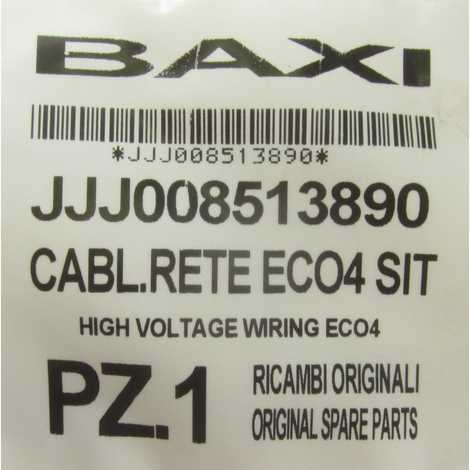 BAXI
*JJJ008513890*
JJJ008513890
CABL.RETE ECO4 SIT
HIGH VOLTAGE WIRING ECO4
PZ.1
RICAMBI ORIGINALI
ORIGINAL SPARE PARTS